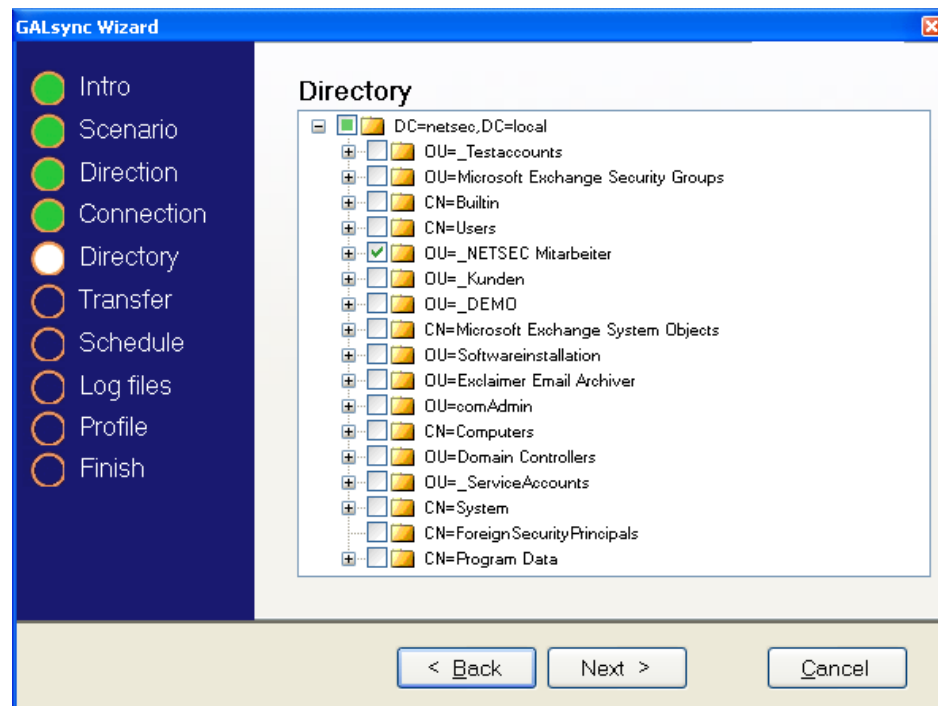 GALsync Wizard
Intro
Scenario
Direction
Connection
Directory
Transfer
Schedule
Log files
Profile
Finish
Directory
DC=netsec,DC=local
OU=_Testaccounts
OU=Microsoft Exchange Security Groups
CN=Builtin
CN=Users
OU=_NETSEC Mitarbeiter
OU=_Kunden
OU=_DEMO
CN=Microsoft Exchange System Objects
OU=Softwareinstallation
OU=Exclaimer Email Archiver
OU=comAdmin
CN=Computers
OU=Domain Controllers
OU=_ServiceAccounts
CN=System
CN=ForeignSecurityPrincipals
CN=Program Data
< Back
Next >
Cancel